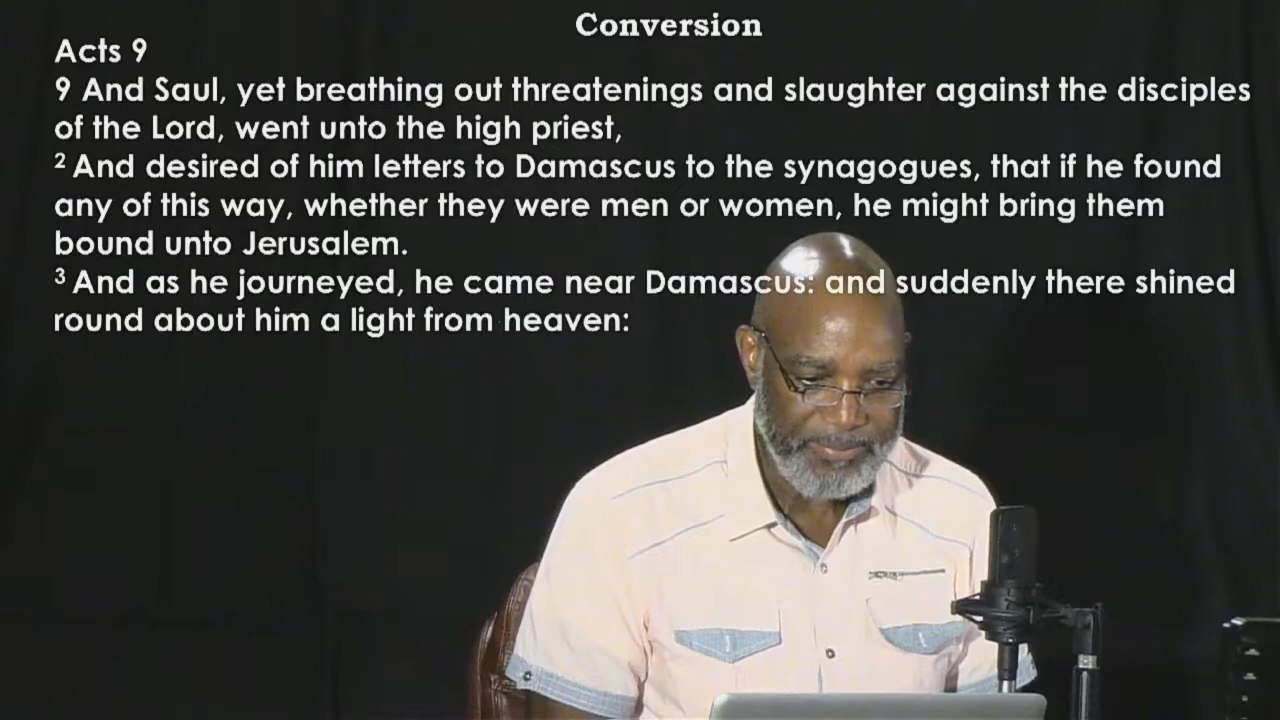 Conversion
Acts 9
9 And Saul, yet breathing out threatenings and slaughter against the disciples
of the Lord, went unto the high priest,
2 And desired of him letters to Damascus to the synagogues, that if he found
any of this way, whether they were men or women, he might bring them
bound unto Jerusalem.
3 And as he journeyed, he came near Damascus: and suddenly there shined
round about him a light from heaven: